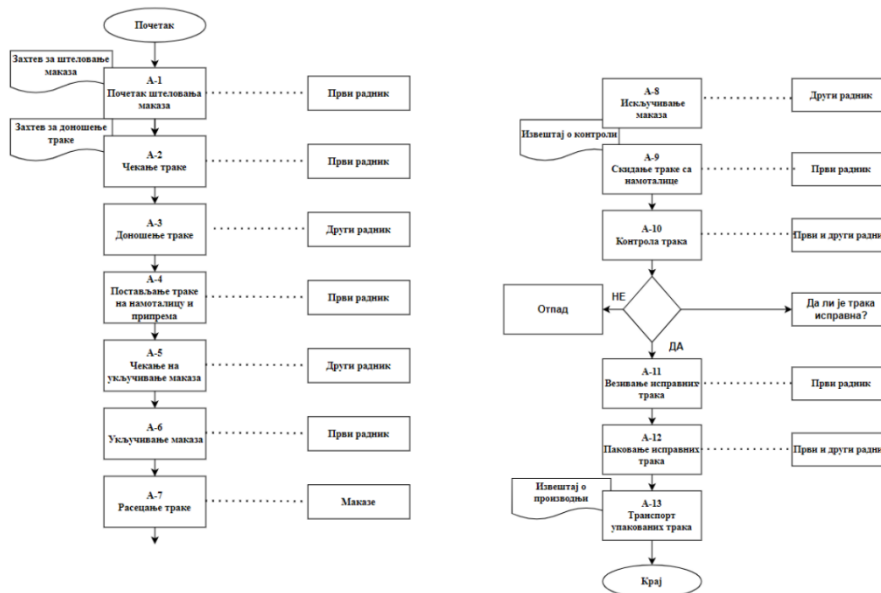 Почетак
Захтев за штеловање
маказа
А-1
Почетак штеловања
маказа
Први радник
Захтев за доношење
траке
А-2
Чекање траке
Први радник
А-3
Доношење траке
Други радник
А-4
Постављање траке
на намоталицу и
припрема
Први радник
А-5
Чекање на
укључивање маказа
Други радник
А-6
Укључивање маказа
Први радник
А-7
Расецање траке
Маказе
А-8
Искључивање
маказа
Други радник
Извештај о контроли
А-9
Скидање траке са
намоталице
Први радник
А-10
Контрола трака
Први и други радни
НЕ
Отпад
Да ли је трака
исправна?
ДА
А-11
Везивање исправних
трака
Први радник
А-12
Паковање исправних
трака
Први и други радни
Извештај о
производњи
А-13
Транспорт
упакованих трака
Крај